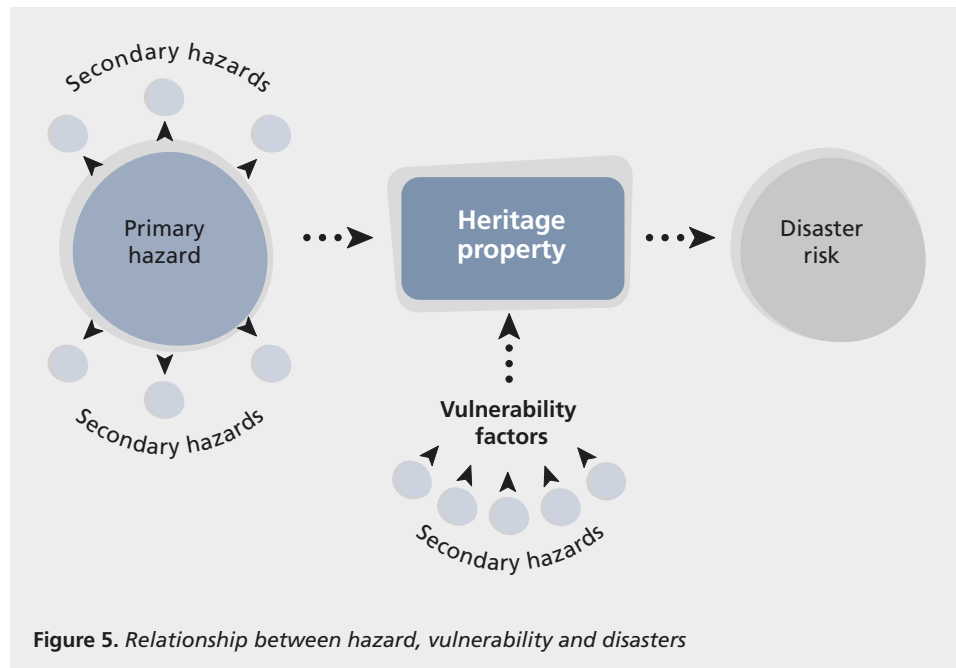 Secondary hazards
Primary
hazard
Secondary hazards
Heritage
property
Disaster
risk
Vulnerability
factors
Secondary hazards
Figure 5. Relationship between hazard, vulnerability and disasters